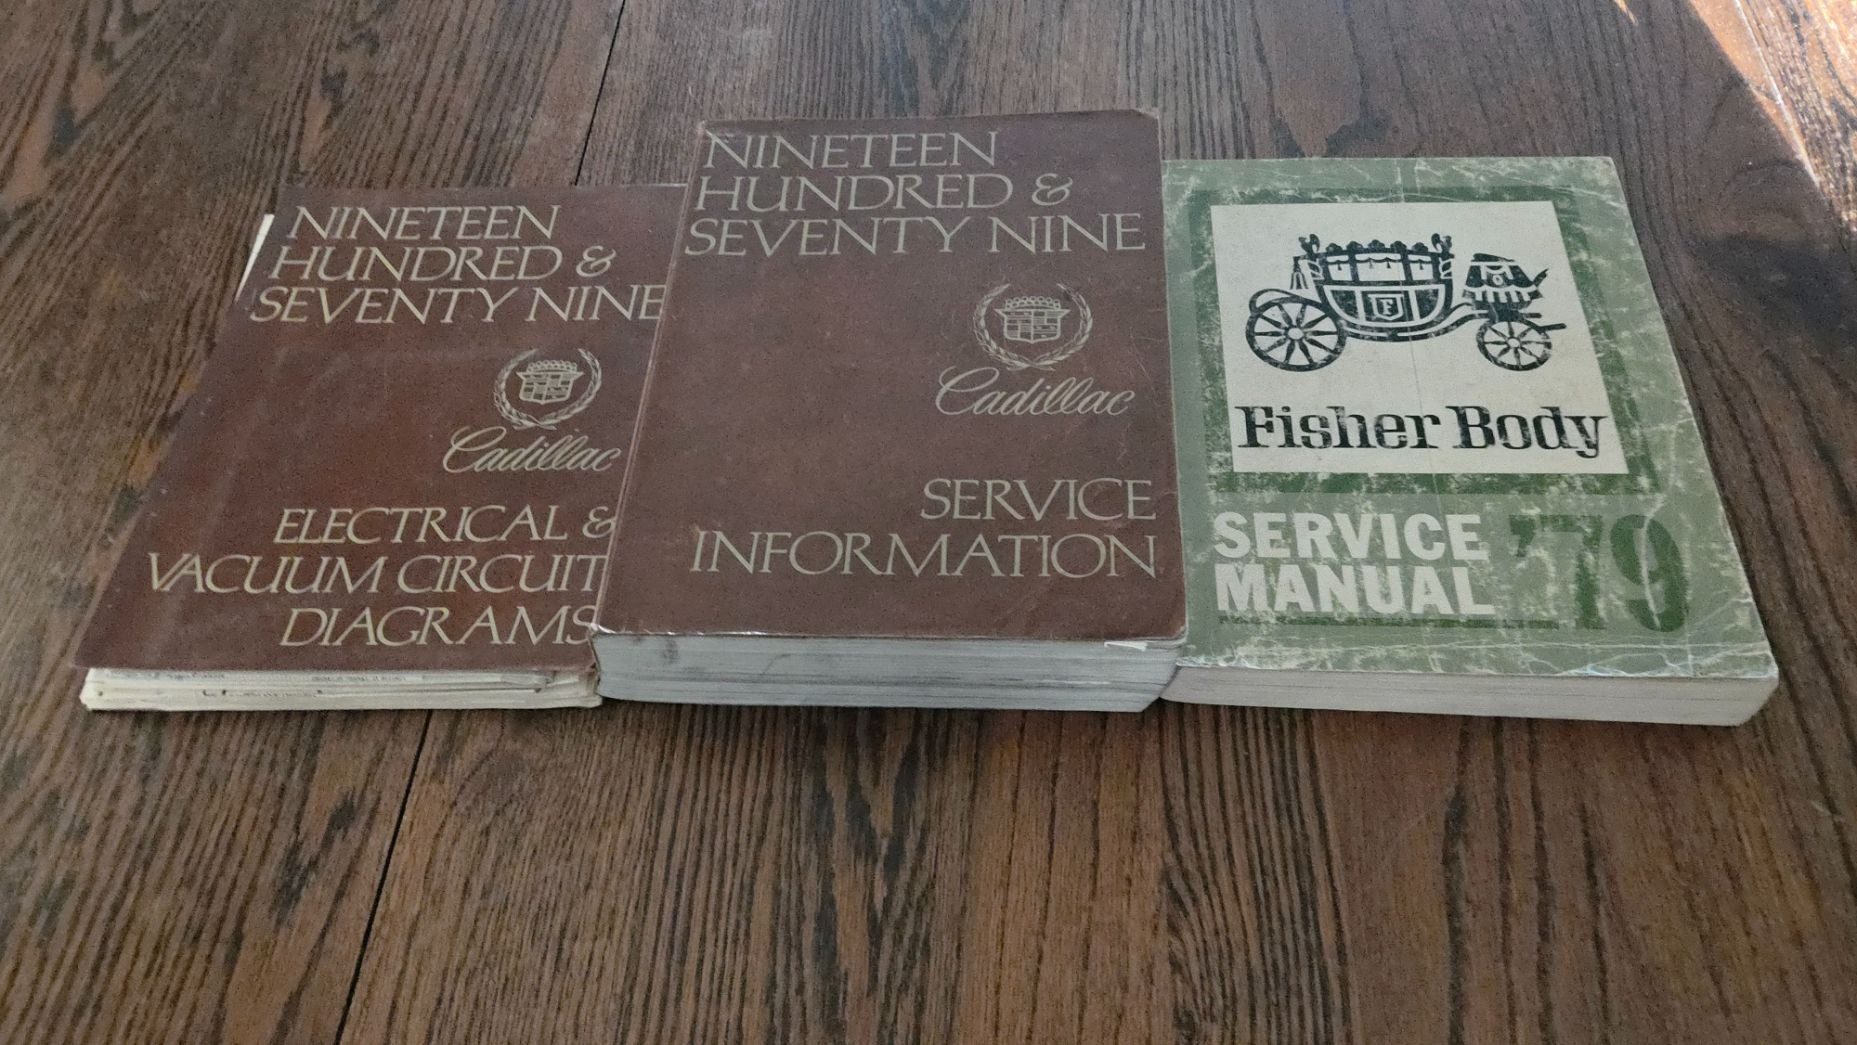 NINETEEN
HUNDRED &
SEVENTY NINE
Cadillac
ELECTRICAL &
VACUUM CIRCUIT
DIAGRAMS
NINETEEN
HUNDRED &
SEVENTY NINE
Cadillac
SERVICE
INFORMATION
F
Fisher Body
SERVICE
MANUAL '79